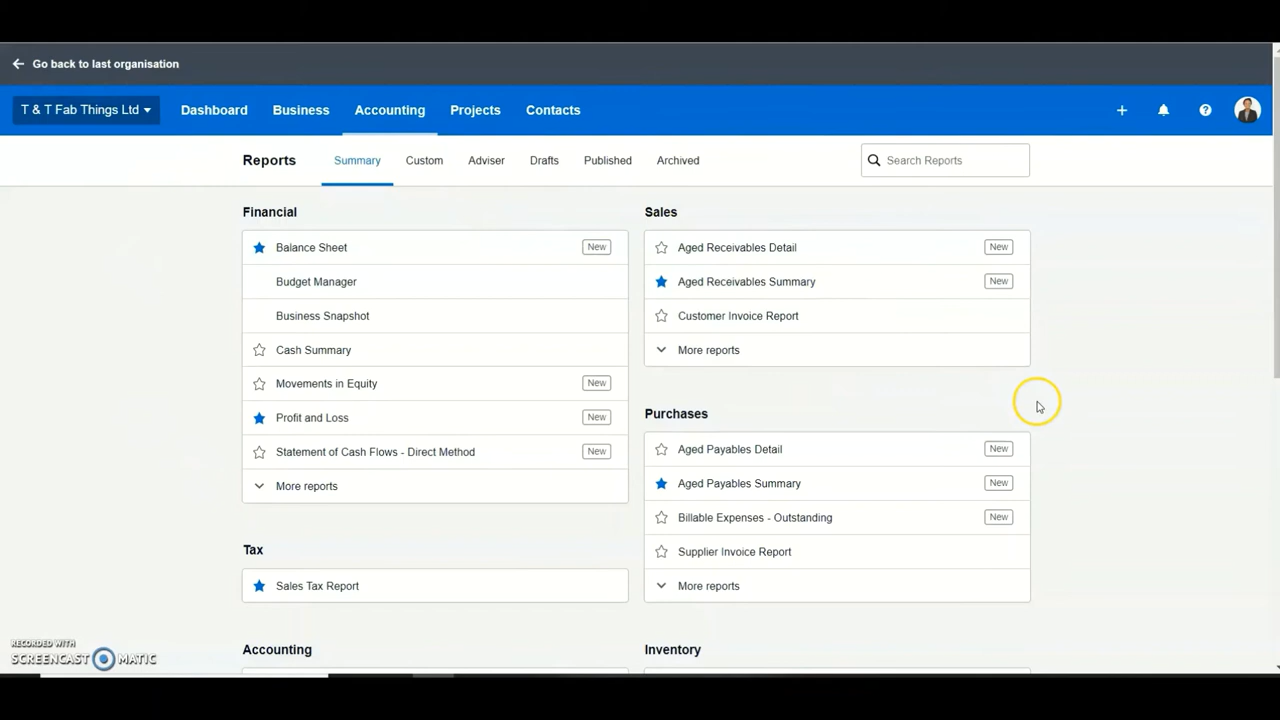 Go back to last organisation
T & T Fab Things Ltd
Dashboard
Business
Accounting
Projects
Contacts
Reports
Summary
Custom
Adviser
Drafts
Published
Archived
Search Reports
Financial
Balance Sheet New
Budget Manager
Business Snapshot
Cash Summary
Movements in Equity New
Profit and Loss New
Statement of Cash Flows - Direct Method New
More reports
Tax
Sales Tax Report
Accounting
Sales
Aged Receivables Detail New
Aged Receivables Summary New
Customer Invoice Report
More reports
Purchases
Aged Payables Detail New
Aged Payables Summary New
Billable Expenses - Outstanding New
Supplier Invoice Report
More reports
Inventory
RECORDED WITH
SCREENCAST MATIC